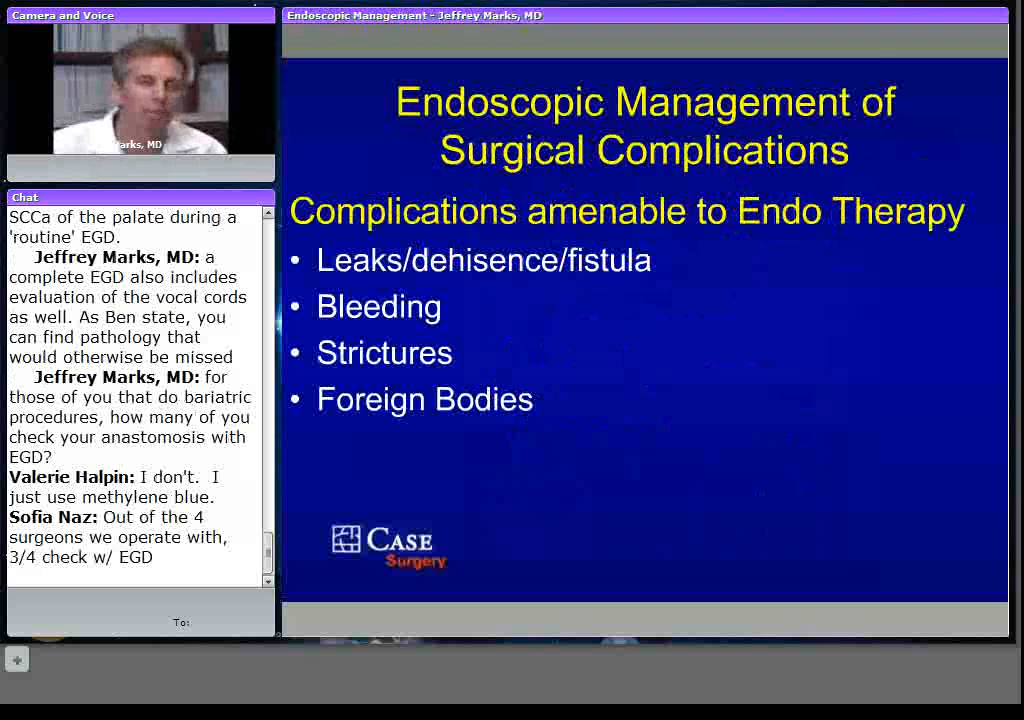 Camera and Voice
Endoscopic Management - Jeffrey Marks, MD
arks, MD
Chat
SCCa of the palate during a
'routine' EGD.
Jeffrey Marks, MD: a
complete EGD also includes
evaluation of the vocal cords
as well. As Ben state, you
can find pathology that
would otherwise be missed
Jeffrey Marks, MD: for
those of you that do bariatric
procedures, how many of you
check your anastomosis with
EGD?
Valerie Halpin: I don't. I
just use methylene blue.
Sofia Naz: Out of the 4
surgeons we operate with,
3/4 check w/ EGD
To:
Endoscopic Management of
Surgical Complications
Complications amenable to Endo Therapy
• Leaks/dehisence/fistula
• Bleeding
• Strictures
• Foreign Bodies
CASE
Surgery